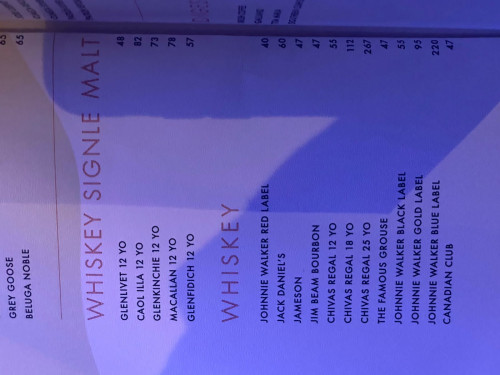 GREY GOOSE 65
BELUGA NOBLE 65
WHISKEY SIGNLE MALT
GLENLIVET 12 YO 48
CAOL ILLA 12 YO 82
GLENKINCHIE 12 YO 73
MACALLAN 12 YO 78
GLENFIDICH 12 YO 57
WHISKEY
JOHNNIE WALKER RED LABEL 40
JACK DANIEL'S 60
JAMESON 47
JIM BEAM BOURBON 47
CHIVAS REGAL 12 YO 55
CHIVAS REGAL 18 YO 112
CHIVAS REGAL 25 YO 267
THE FAMOUS GROUSE 47
JOHNNIE WALKER BLACK LABEL 55
JOHNNIE WALKER GOLD LABEL 95
JOHNNIE WALKER BLUE LABEL 220
CANADIAN CLUB 47